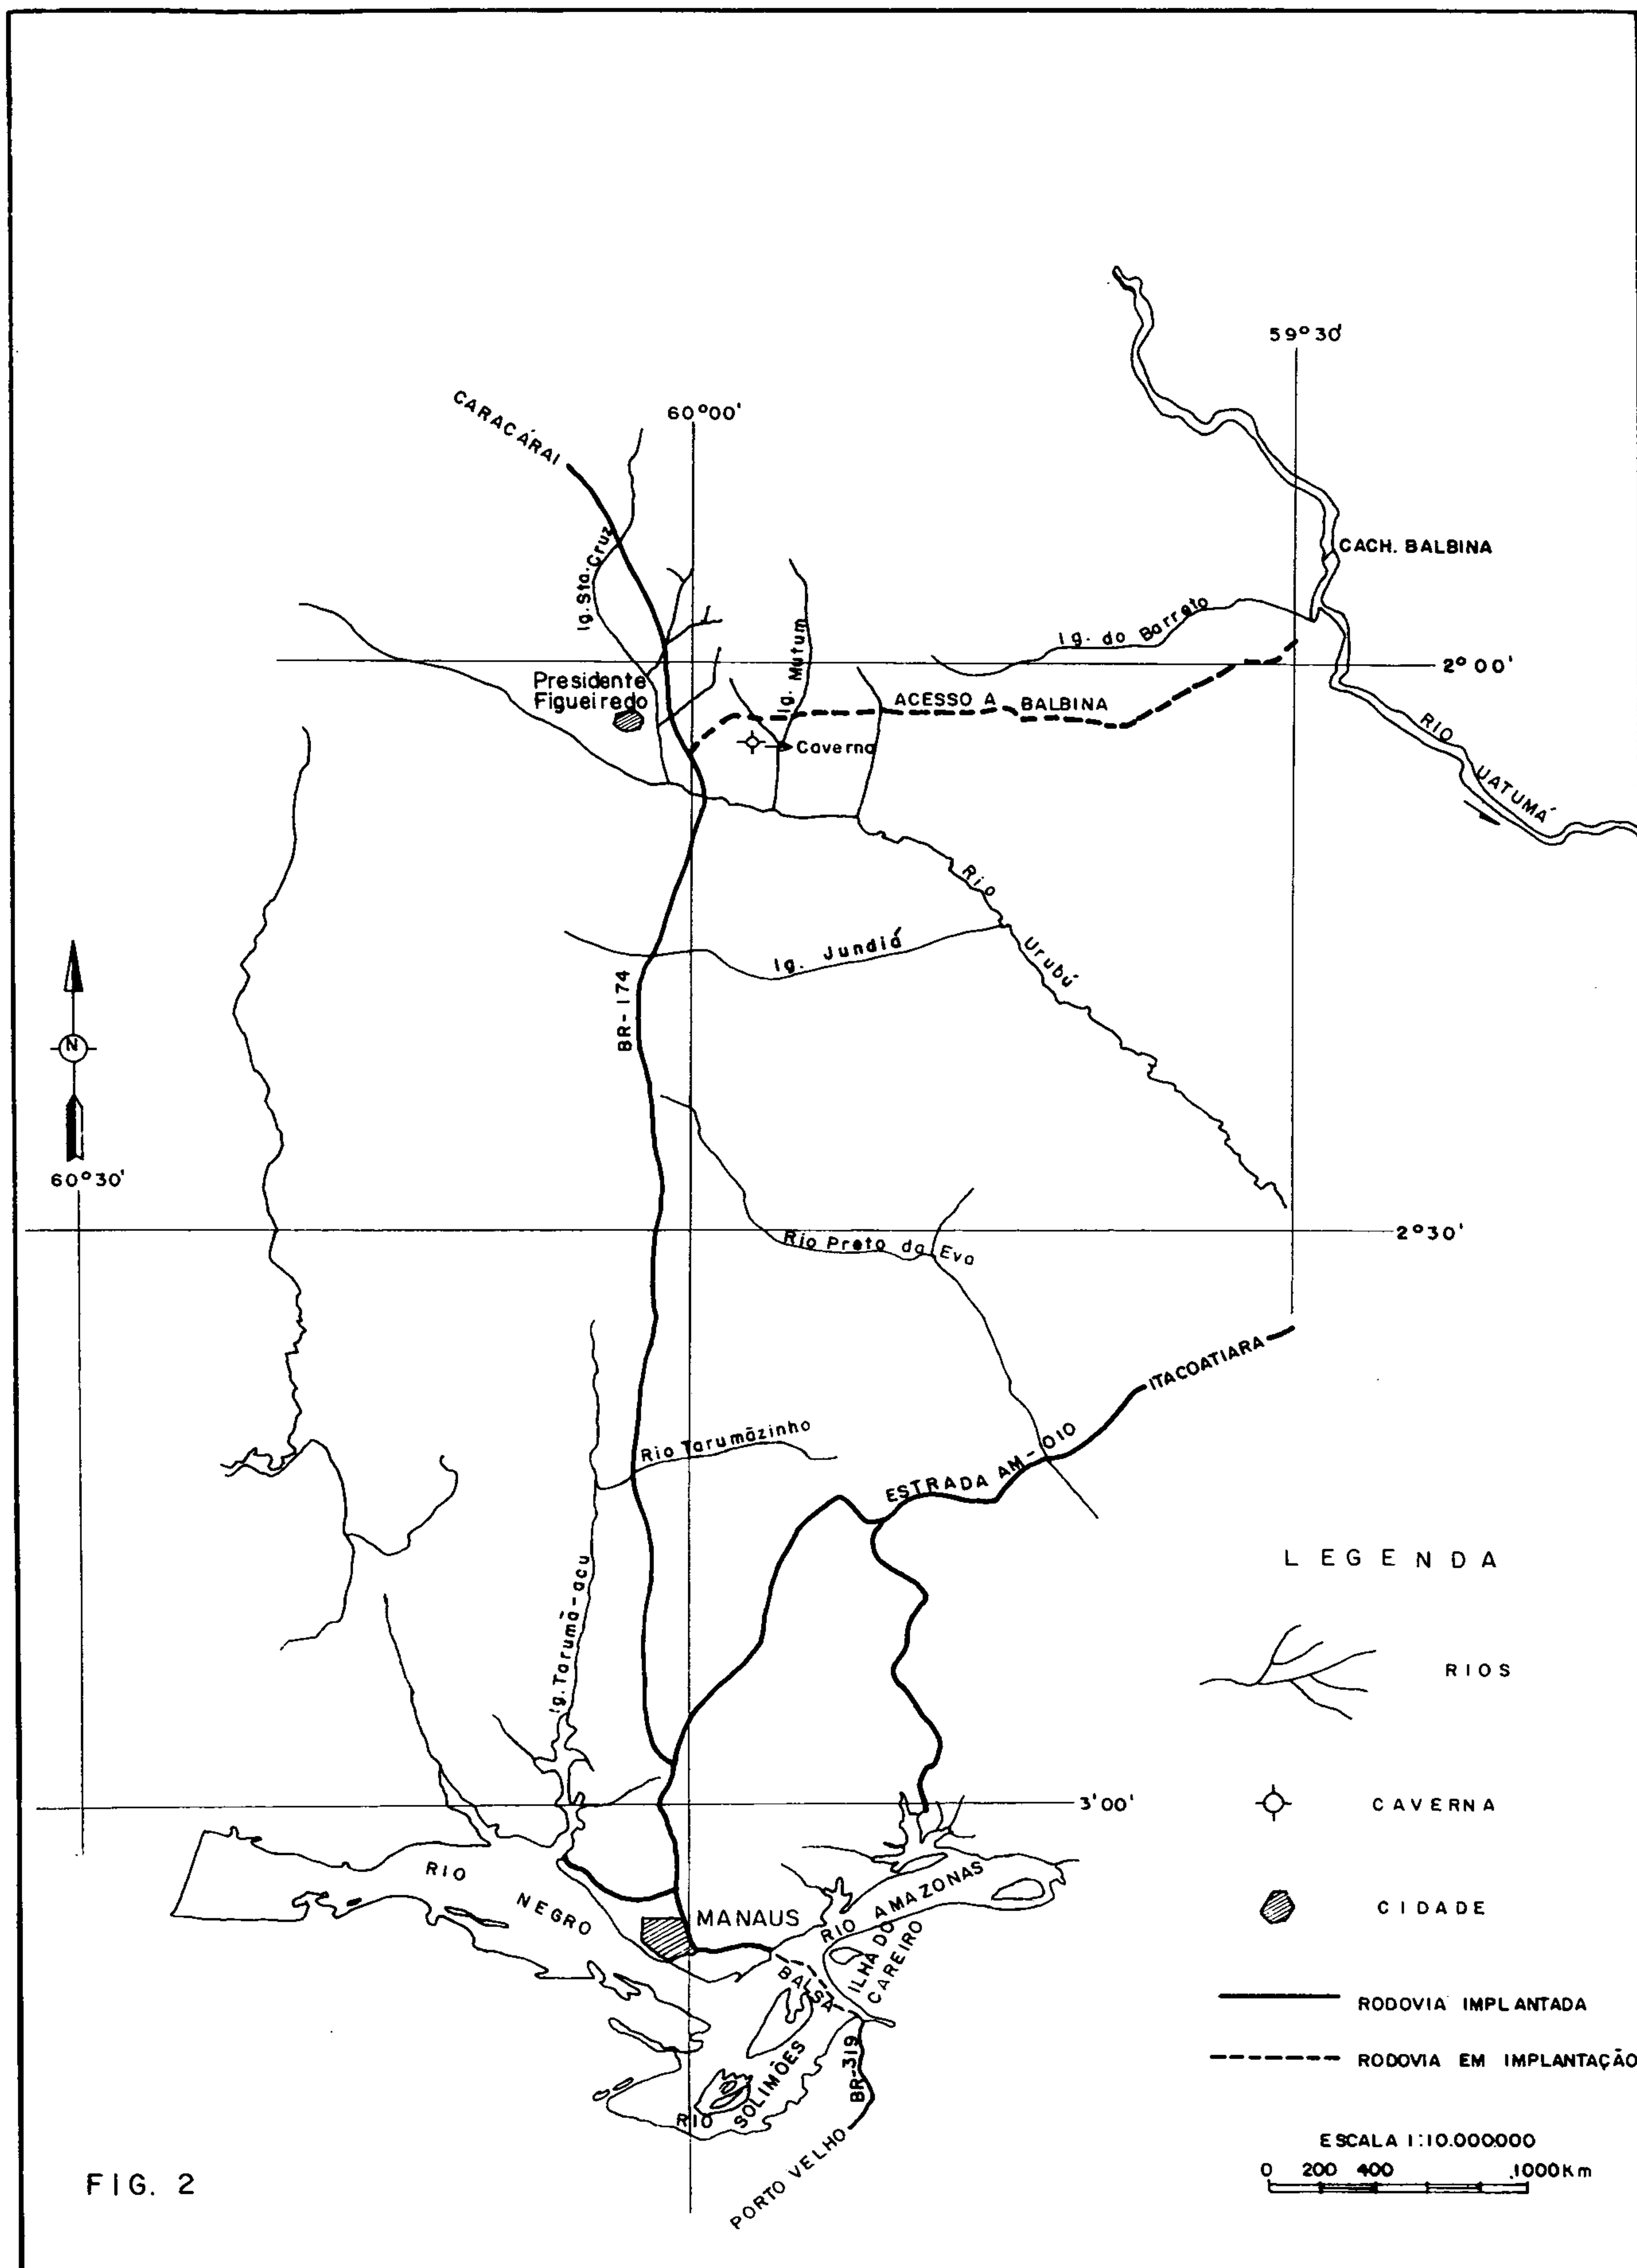 59°30'
60°00'
CARACÁRAI
CACH. BALBINA
Ig. Sta. Cruz
Ig. Mutum
Ig. do Barreto
2°00'
Presidente
Figueiredo
ACESSO A BALBINA
Caverna
RIO UATUMÁ
Rio Urubú
Ig. Jundiá
BR-174
N
60°30'
2°30'
Rio Preto da Eva
ITACOATIARA
Rio Tarumãzinho
ESTRADA AM-010
Ig. Tarumã-açu
LEGENDA
RIOS
3°00'
CAVERNA
RIO NEGRO
RIO AMAZONAS
CIDADE
MANAUS
ILHA DO
CAREIRO
BALSA
RODOVIA IMPLANTADA
BR-319
RODOVIA EM IMPLANTAÇÃO
RIO SOLIMÕES
PORTO VELHO
ESCALA 1:10.000.000
0 200 400 1000Km
FIG. 2